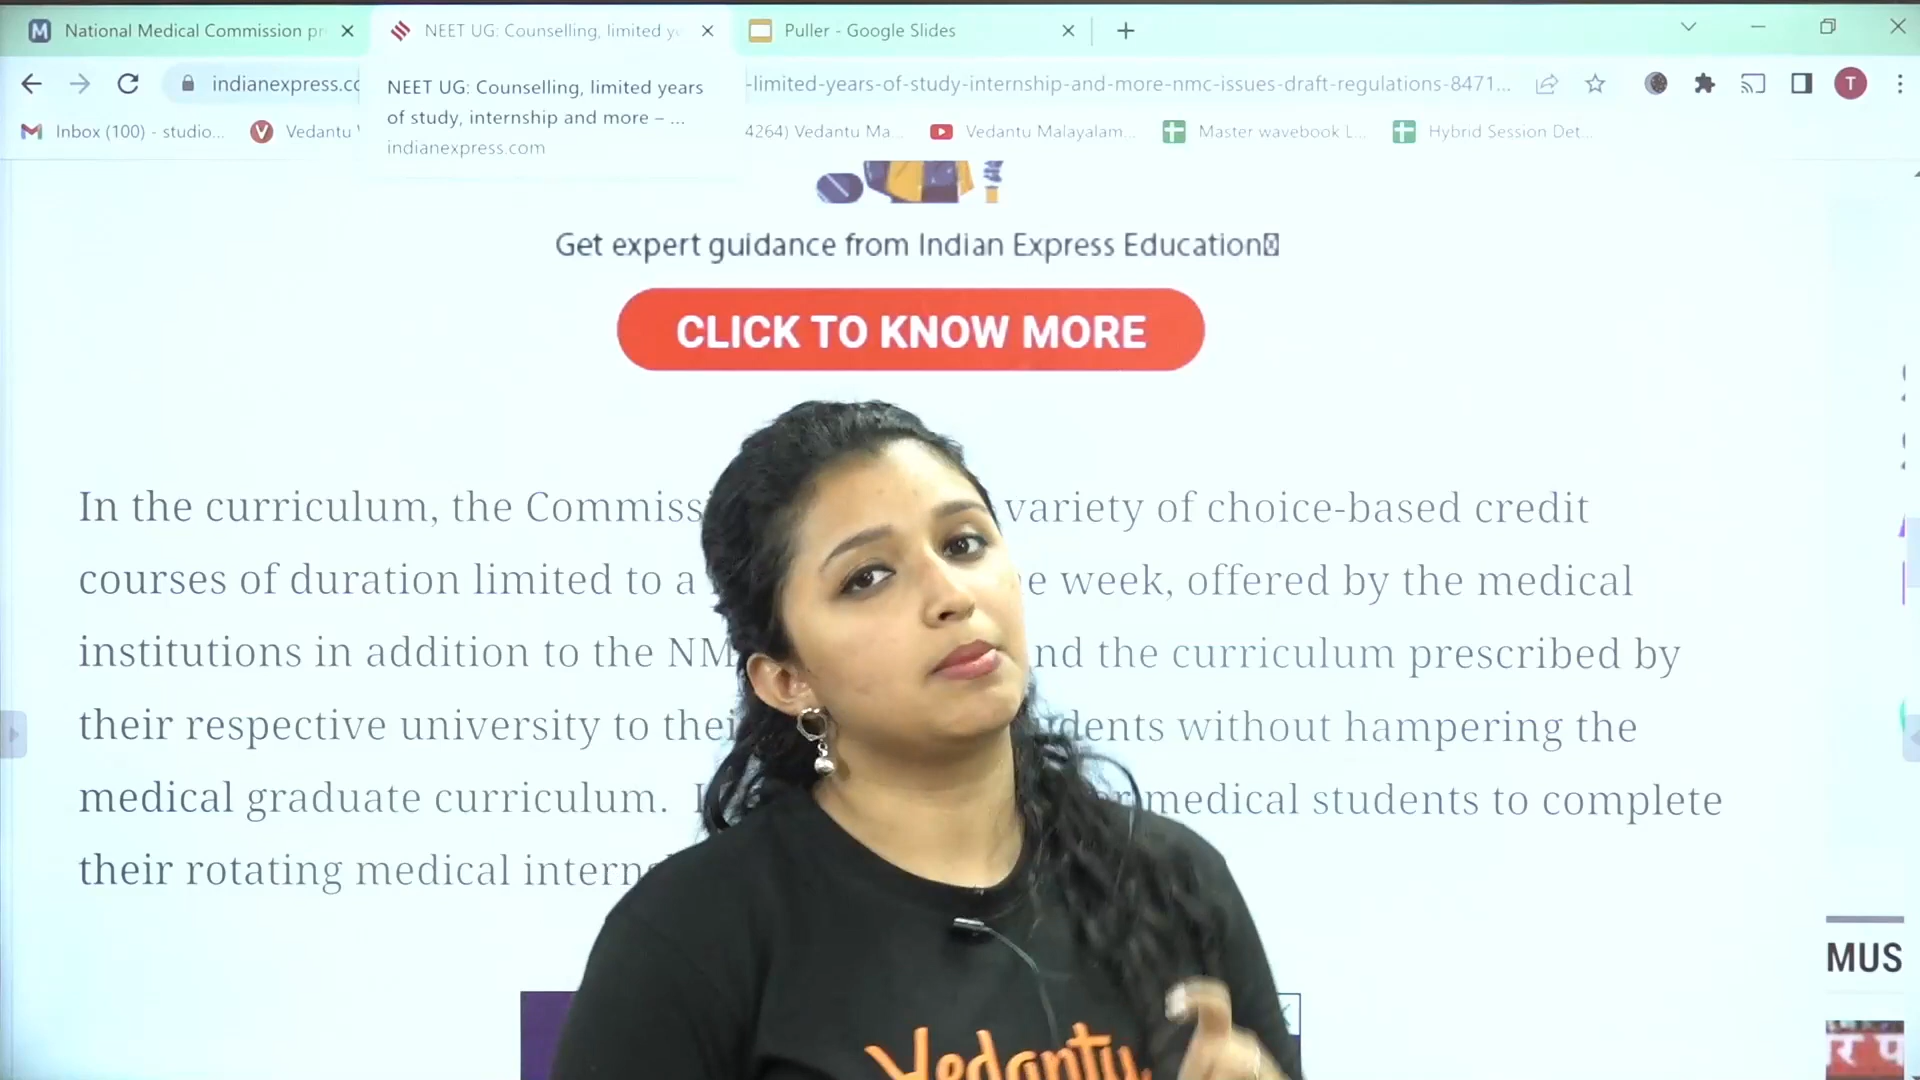 National Medical Commission pr
NEET UG: Counselling, limited ye
Puller - Google Slides
indianexpress.co
-limited-years-of-study-internship-and-more-nmc-issues-draft-regulations-8471...
T
NEET UG: Counselling, limited years
of study, internship and more – ...
indianexpress.com
Inbox (100) - studio...
Vedantu
4264) Vedantu Ma...
Vedantu Malayalam...
Master wavebook L...
Hybrid Session Det...
Get expert guidance from Indian Express Education
CLICK TO KNOW MORE
In the curriculum, the Commiss variety of choice-based credit
courses of duration limited to a e week, offered by the medical
institutions in addition to the NM nd the curriculum prescribed by
their respective university to thei udents without hampering the
medical graduate curriculum. I medical students to complete
their rotating medical intern
MUS
र प
Vedantu